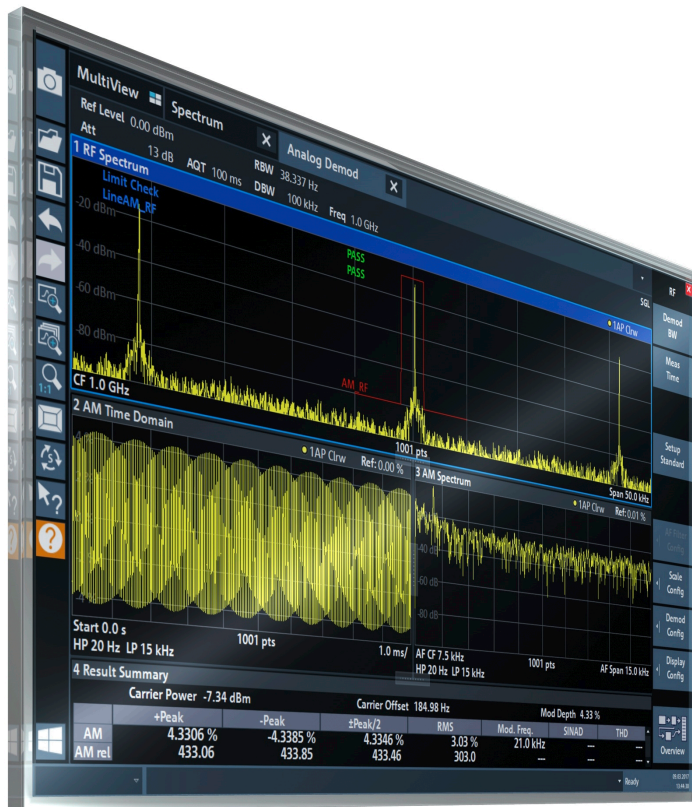 MultiView
Spectrum
Analog Demod
Ref Level 0.00 dBm
RBW 38.337 Hz
Att 13 dB AQT 100 ms DBW 100 kHz Freq 1.0 GHz
1 RF Spectrum
SGL
1AP Clrw
Limit Check
PASS
LineAM_RF
PASS
-20 dBm
-40 dBm
-60 dBm
-80 dBm
AM_RF
CF 1.0 GHz
1001 pts
Span 50.0 kHz
2 AM Time Domain
1AP Clrw Ref: 0.00 %
Start 0.0 s
1001 pts
1.0 ms/
HP 20 Hz LP 15 kHz
3 AM Spectrum
1AP Clrw Ref: 0.01 %
-40 dB
-60 dB
-80 dB
AF CF 7.5 kHz
1001 pts
AF Span 15.0 kHz
HP 20 Hz LP 15 kHz
4 Result Summary
Carrier Power -7.34 dBm Carrier Offset 184.98 Hz Mod Depth 4.33 %
+Peak -Peak ±Peak/2 RMS Mod. Freq. SINAD THD
AM 4.3306 % -4.3385 % 4.3346 % 3.03 % 21.0 kHz --- ---
AM rel 433.06 433.85 433.46 303.0 --- --- ---
1:1
RF
Demod
BW
Meas
Time
Setup
Standard
AF Filter
Config
Scale
Config
Demod
Config
Display
Config
Overview
Ready